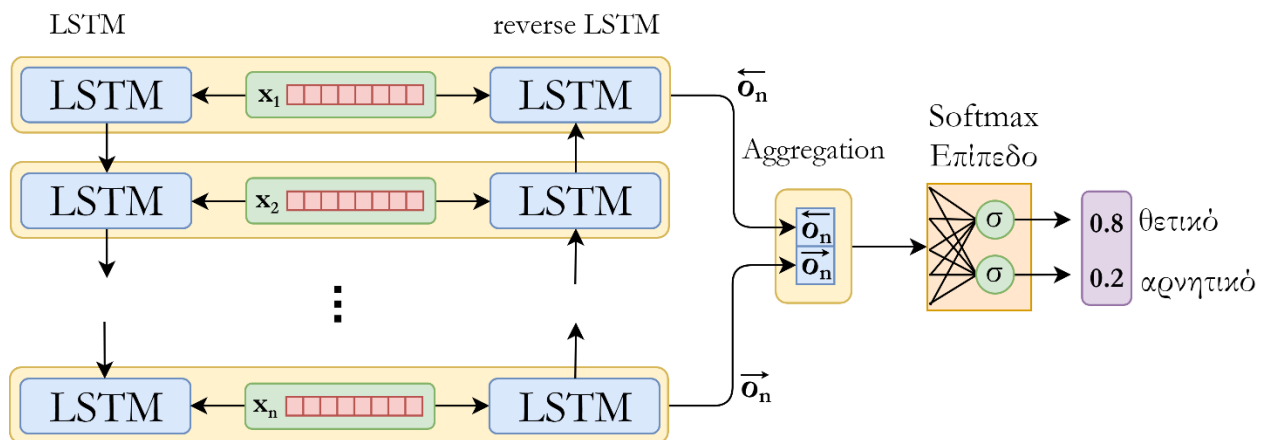 LSTM
reverse LSTM
LSTM
x1
LSTM
o⃖n
LSTM
x2
LSTM
Aggregation
Softmax
Επίπεδο
o⃖n
o⃗n
σ
σ
0.8 θετικό
0.2 αρνητικό
⋮
LSTM
xn
LSTM
o⃗n